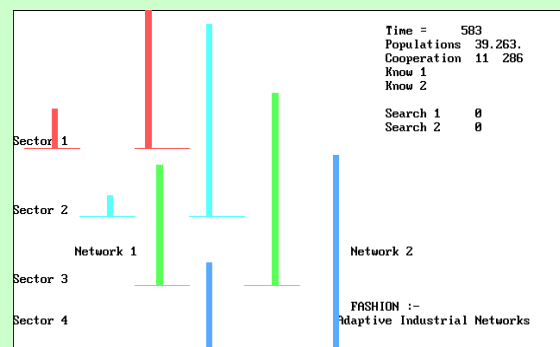 Time = 583
Populations 39.263.
Cooperation 11 286
Know 1
Know 2
Search 1 0
Search 2 0
Sector 1
Sector 2
Network 1 Network 2
Sector 3
FASHION :-
Sector 4 Adaptive Industrial Networks